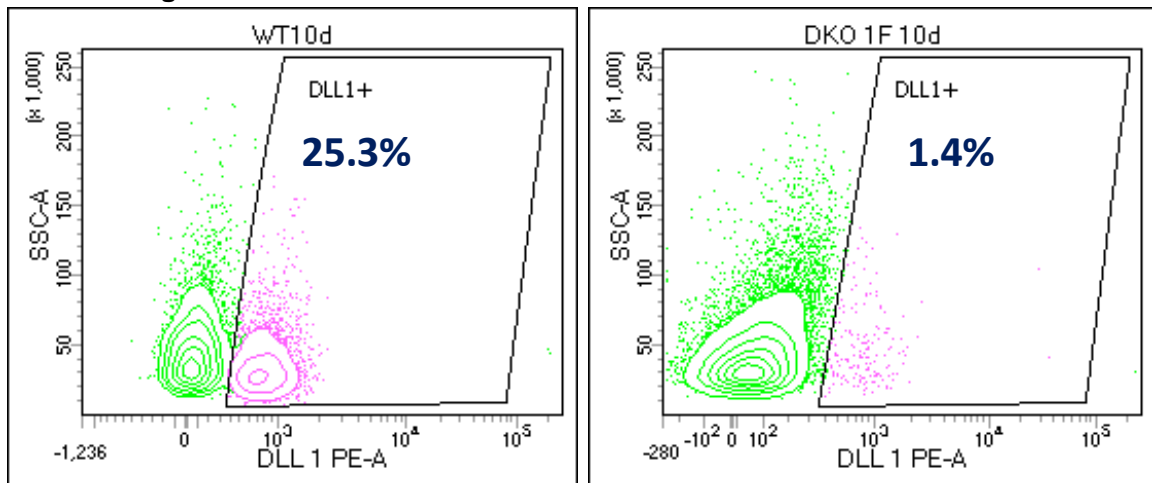 WT10d
DLL1+
25.3%
SSC-A
(x 1,000)
250
200
150
100
50
-1,236
0
10³
10⁴
10⁵
DLL 1 PE-A
DKO 1F 10d
DLL1+
1.4%
SSC-A
(x 1,000)
250
200
150
100
50
-280
-10²
0
10²
10³
10⁴
10⁵
DLL 1 PE-A